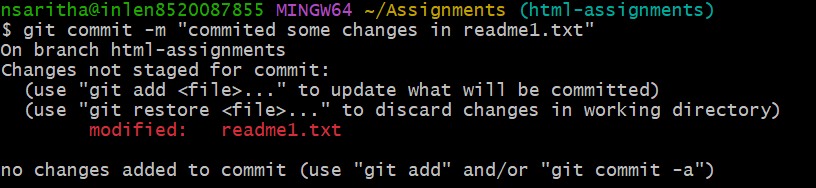 nsaritha@inlen8520087855 MINGW64 ~/Assignments (html-assignments)
$ git commit -m "commited some changes in readme1.txt"
On branch html-assignments
Changes not staged for commit:
  (use "git add <file>..." to update what will be committed)
  (use "git restore <file>..." to discard changes in working directory)
        modified:   readme1.txt

no changes added to commit (use "git add" and/or "git commit -a")